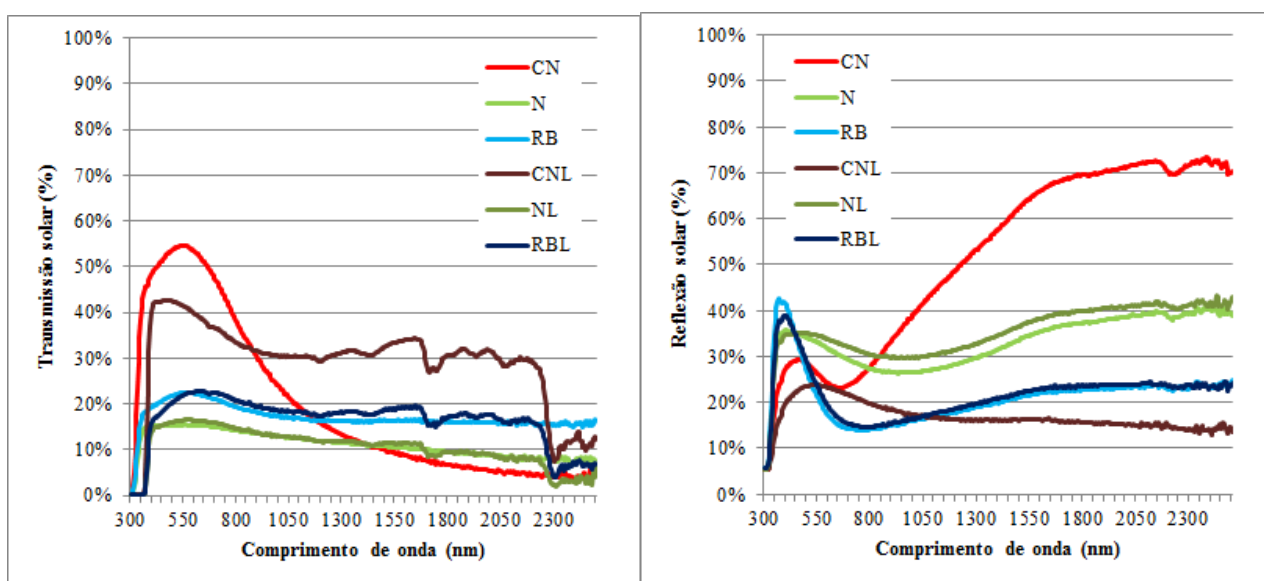 Transmissão solar (%)
100%
90%
80%
70%
60%
50%
40%
30%
20%
10%
0%
300 550 800 1050 1300 1550 1800 2050 2300
Comprimento de onda (nm)
CN
N
RB
CNL
NL
RBL
Reflexão solar (%)
100%
90%
80%
70%
60%
50%
40%
30%
20%
10%
0%
300 550 800 1050 1300 1550 1800 2050 2300
Comprimento de onda (nm)
CN
N
RB
CNL
NL
RBL